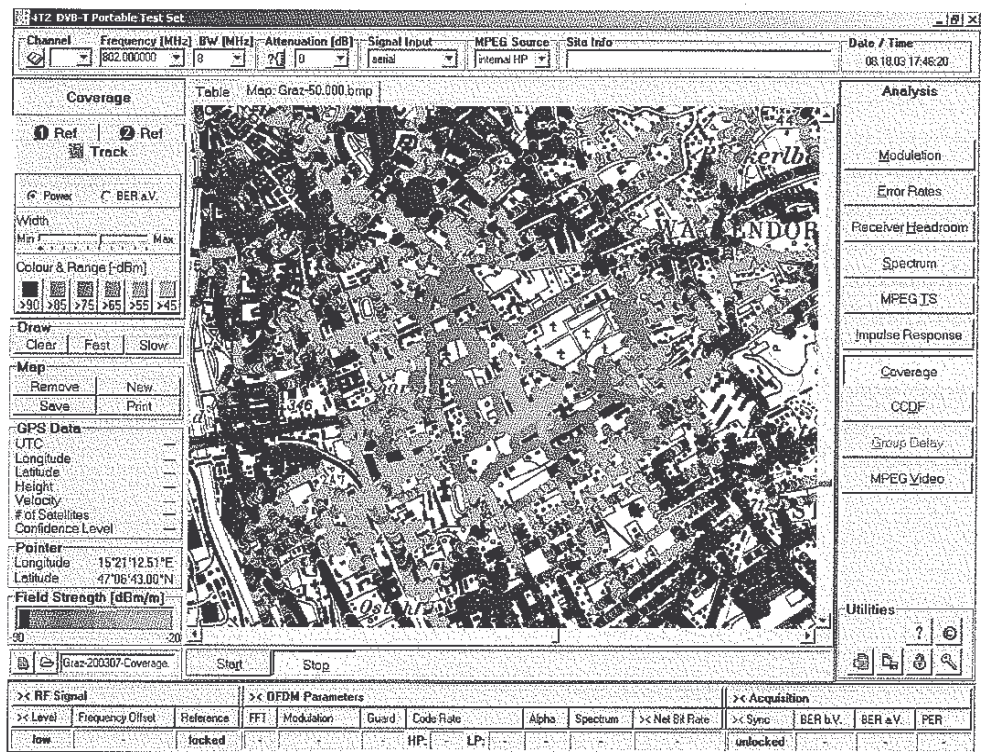 4T2 DVB-T Portable Test Set
Channel Frequency [MHz] BW [MHz] Attenuation [dB] Signal Input MPEG Source Site Info Date / Time
802.000000 8 0 aerial internal HP 08.18.03 17:46:20
Coverage
1 Ref 2 Ref
Track
Power BER a.V.
Width
Min Max
Colour & Range [-dBm]
>90 >85 >75 >65 >55 >45
Draw
Clear Fast Slow
Map
Remove New
Save Print
GPS Data
UTC --
Longitude --
Latitude --
Height --
Velocity --
# of Satellites --
Confidence Level --
Pointer
Longitude 15°21'12.51"E
Latitude 47°06'43.00"N
Field Strength [dBm/m]
-90 -20
Graz-200307-Coverage.
Table Map: Graz-50.000.bmp
Start Stop
Analysis
Modulation
Error Rates
Receiver Headroom
Spectrum
MPEG TS
Impulse Response
Coverage
CCDF
Group Delay
MPEG Video
Utilities
?
>< RF Signal >< OFDM Parameters >< Acquisition
>< Level Frequency Offset Reference FFT Modulation Guard Code Rate Alpha Spectrum >< Net Bit Rate >< Sync BER b.V. BER a.V. PER
low - locked - - - HP: - LP: - - - - unlocked - - -